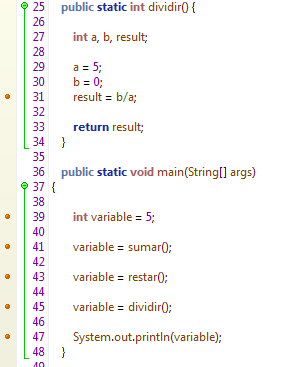 25 public static int dividir() {
26
27 int a, b, result;
28
29 a = 5;
30 b = 0;
31 result = b/a;
32
33 return result;
34 }
35
36 public static void main(String[] args)
37 {
38
39 int variable = 5;
40
41 variable = sumar();
42
43 variable = restar();
44
45 variable = dividir();
46
47 System.out.println(variable);
48 }
49